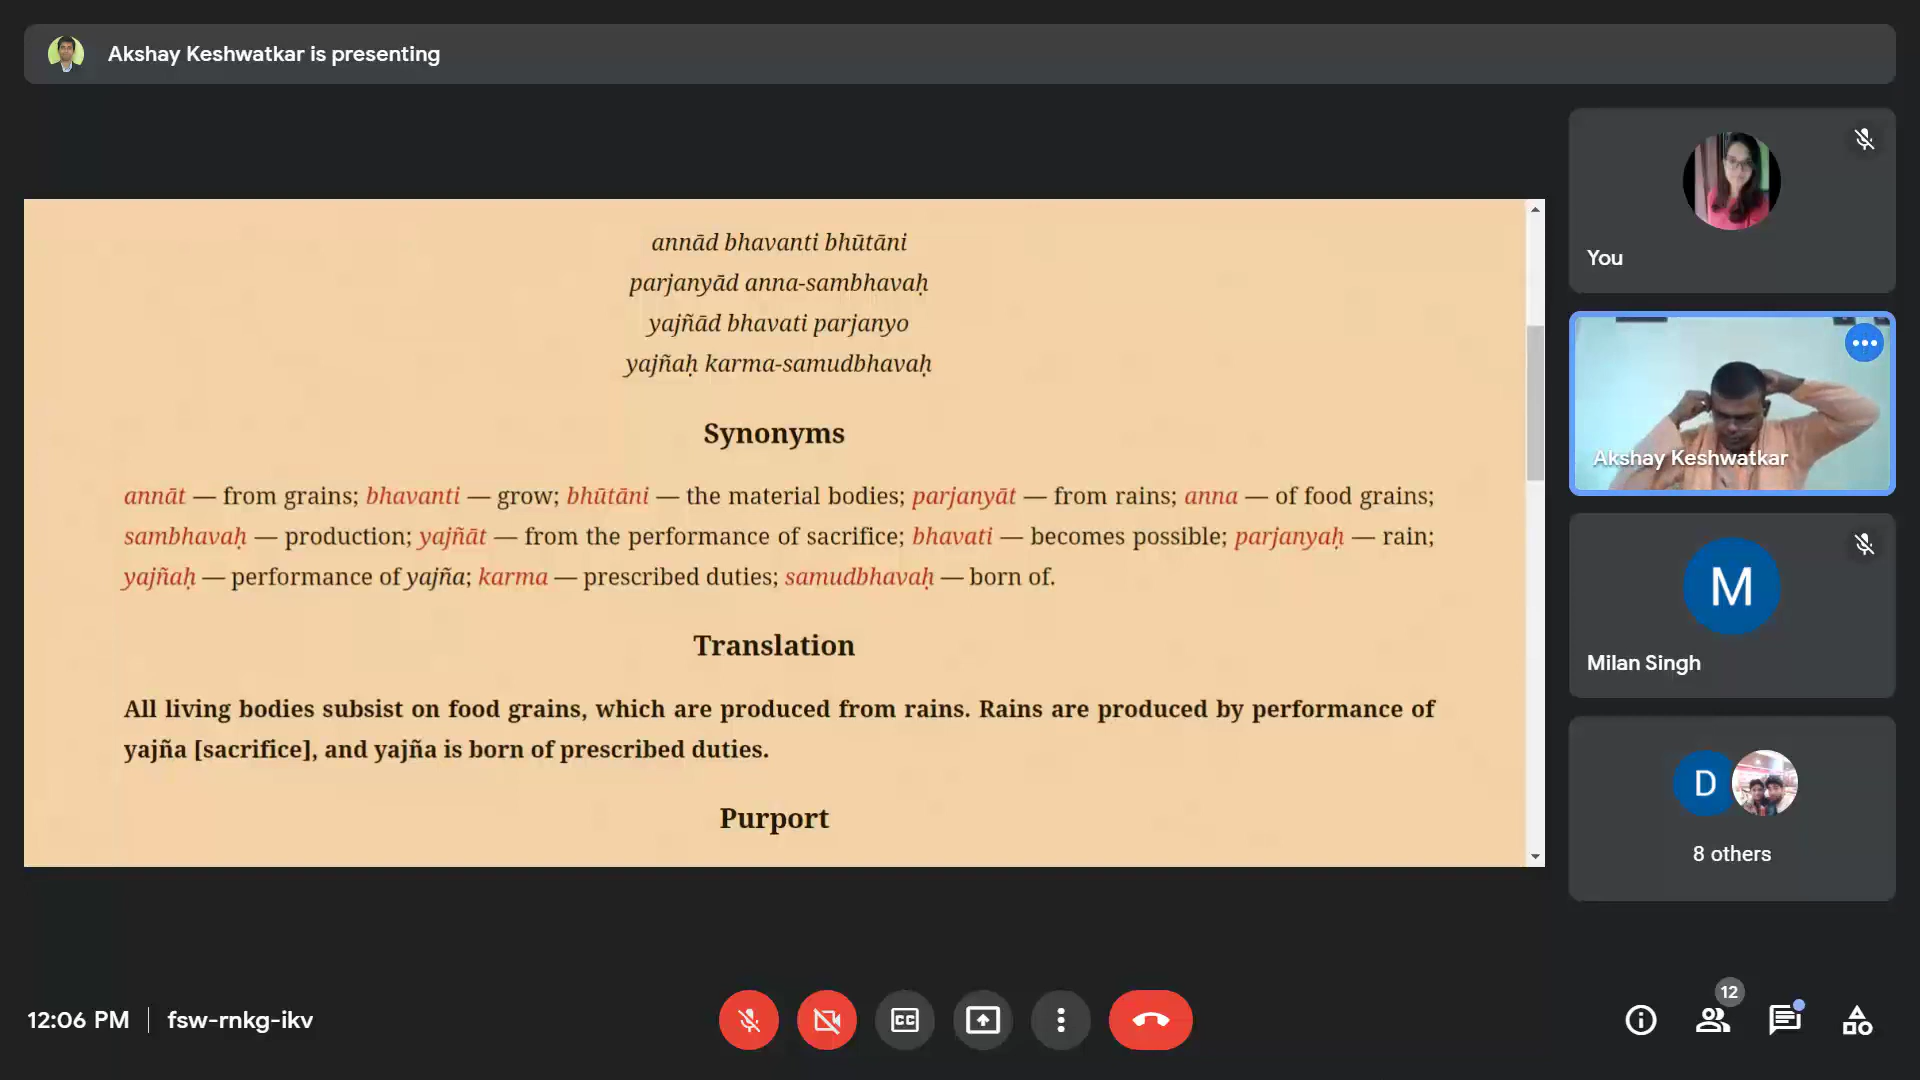 Akshay Keshwatkar is presenting
annād bhavanti bhūtāni
parjanyād anna-sambhavaḥ
yajñād bhavati parjanyo
yajñaḥ karma-samudbhavaḥ
Synonyms
annāt — from grains; bhavanti — grow; bhūtāni — the material bodies; parjanyāt — from rains; anna — of food grains;
sambhavaḥ — production; yajñāt — from the performance of sacrifice; bhavati — becomes possible; parjanyaḥ — rain;
yajñaḥ — performance of yajña; karma — prescribed duties; samudbhavaḥ — born of.
Translation
All living bodies subsist on food grains, which are produced from rains. Rains are produced by performance of
yajña [sacrifice], and yajña is born of prescribed duties.
Purport
You
Akshay Keshwatkar
M
Milan Singh
D
8 others
12:06 PM
fsw-rnkg-ikv
CC
12